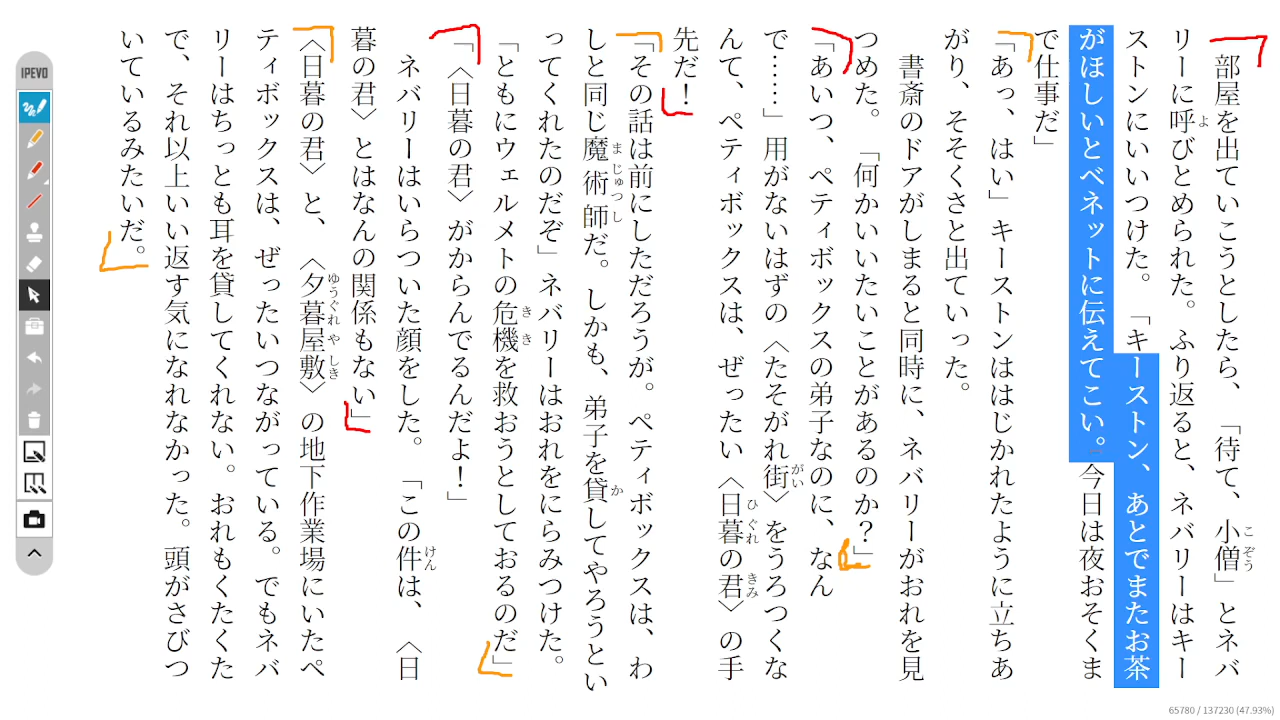 部屋を出ていこうとしたら、「待て、小僧」とネバ
リーに呼びとめられた。ふり返ると、ネバリーはキー
ストンにいいつけた。「キーストン、あとでまたお茶
がほしいとベネットに伝えてこい。今日は夜おそくま
で仕事だ」
「あっ、はい」キーストンははじかれたように立ちあ
がり、そそくさと出ていった。
書斎のドアがしまると同時に、ネバリーがおれを見
つめた。「何かいいたいことがあるのか？」
「あいつ、ペティボックスの弟子なのに、なん
で……」用がないはずの〈たそがれ街〉をうろつくな
んて、ペティボックスは、ぜったい〈日暮の君〉の手
先だ！
「その話は前にしただろうが。ペティボックスは、わ
しと同じ魔術師だ。しかも、弟子を貸してやろうとい
ってくれたのだぞ」ネバリーはおれをにらみつけた。
「ともにウェルメトの危機を救おうとしておるのだ」
「〈日暮の君〉がからんでるんだよ！」
ネバリーはいらついた顔をした。「この件は、〈日
暮の君〉とはなんの関係もない」
〈日暮の君〉と、〈夕暮屋敷〉の地下作業場にいたペ
ティボックスは、ぜったいつながっている。でもネバ
リーはちっとも耳を貸してくれない。おれもくたくた
で、それ以上いい返す気になれなかった。頭がさびつ
いているみたいだ。
IPEVO
65780 / 137230 (47.93%)